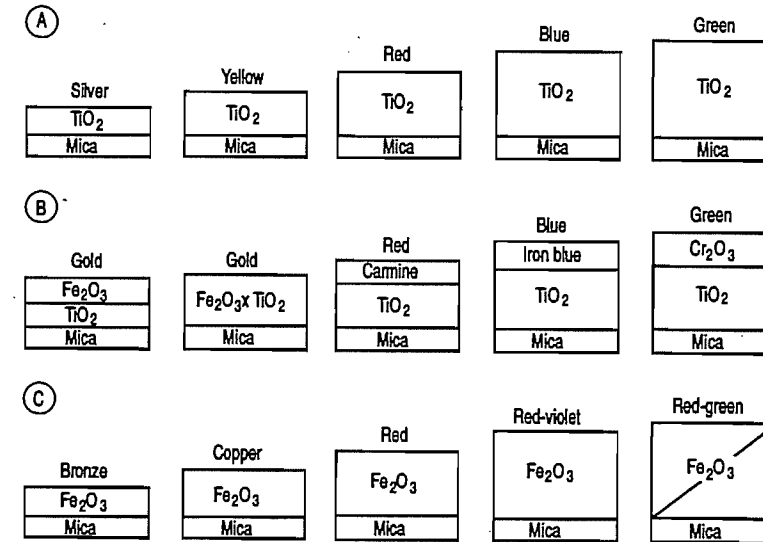 A
Silver
TiO₂
Mica
Yellow
TiO₂
Mica
Red
TiO₂
Mica
Blue
TiO₂
Mica
Green
TiO₂
Mica
B
Gold
Fe₂O₃
TiO₂
Mica
Gold
Fe₂O₃x TiO₂
Mica
Red
Carmine
TiO₂
Mica
Blue
Iron blue
TiO₂
Mica
Green
Cr₂O₃
TiO₂
Mica
C
Bronze
Fe₂O₃
Mica
Copper
Fe₂O₃
Mica
Red
Fe₂O₃
Mica
Red-violet
Fe₂O₃
Mica
Red-green
Fe₂O₃
Mica